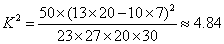 K² = 50×(13×20−10×7)² / 23×27×20×30 ≈ 4.84